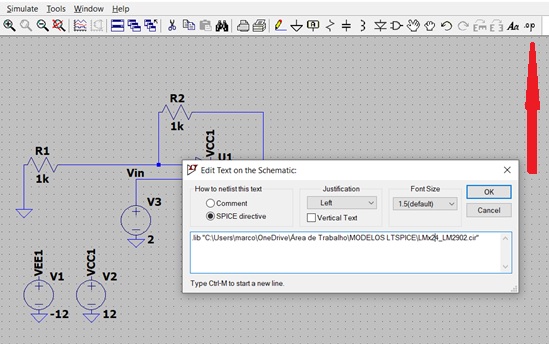 Simulate Tools Window Help
Aa .op
R2
1k
VCC1
U1
R1
1k
Vin
V3
2
VEE1
V1
-12
VCC1
V2
12
Edit Text on the Schematic:
How to netlist this text
Comment
SPICE directive
Justification
Left
Vertical Text
Font Size
1.5(default)
OK
Cancel
.lib "C:\Users\marco\OneDrive\Área de Trabalho\MODELOS LTSPICE\LMx24_LM2902.cir"
Type Ctrl-M to start a new line.